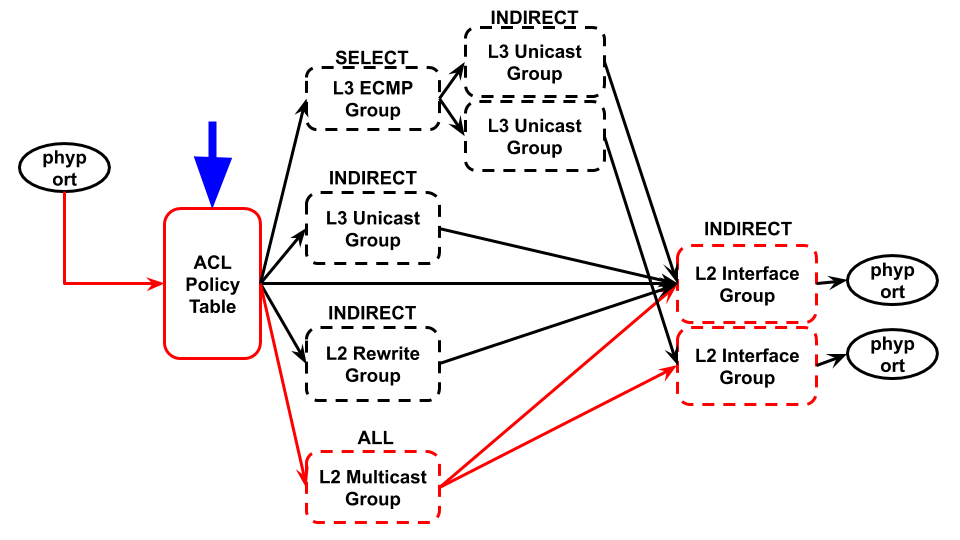 INDIRECT
L3 Unicast
Group
SELECT
L3 ECMP
Group
L3 Unicast
Group
phyp
ort
INDIRECT
L3 Unicast
Group
ACL
Policy
Table
INDIRECT
L2 Interface
Group
phyp
ort
INDIRECT
L2 Rewrite
Group
L2 Interface
Group
phyp
ort
ALL
L2 Multicast
Group